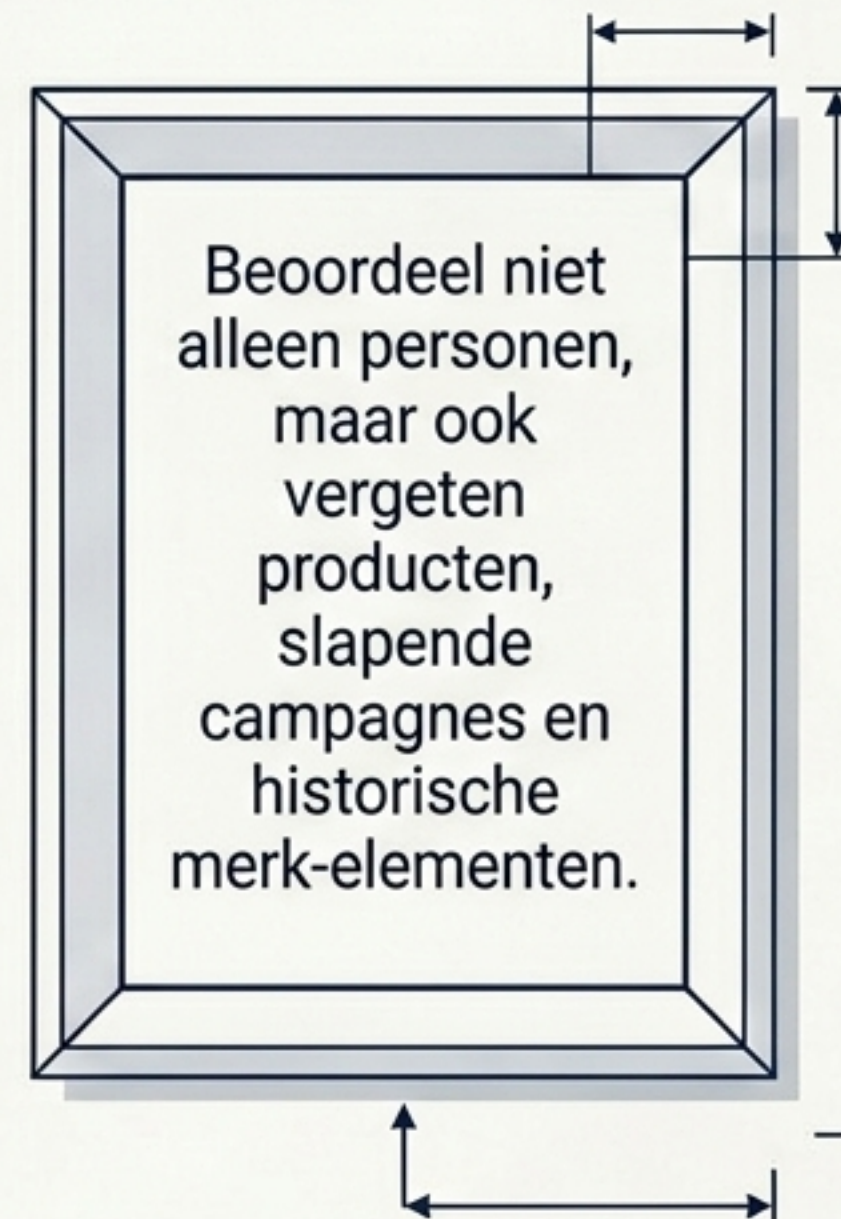 Beoordeel niet
alleen personen,
maar ook
vergeten
producten,
slapende
campagnes en
historische
merk-elementen.